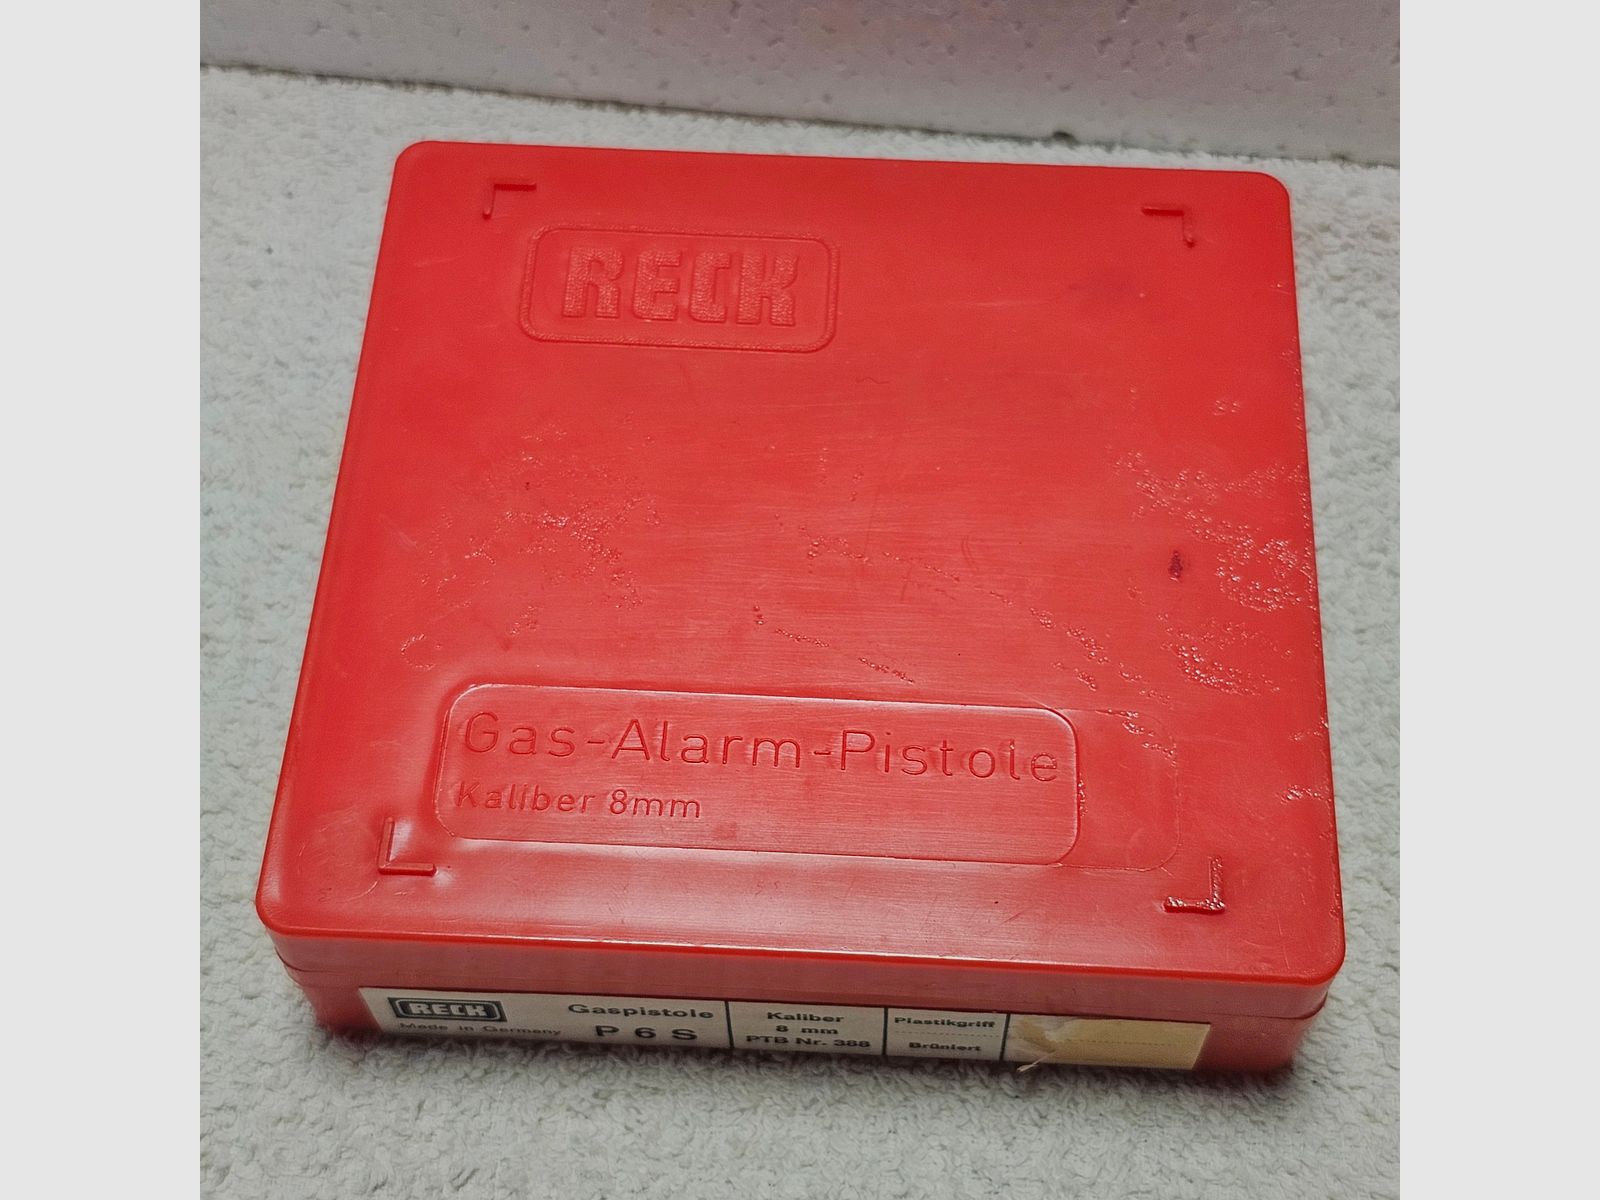 RECK
Gas-Alarm-Pistole
Kaliber 8mm
RECK
Made in Germany
Gaspistole
P 6 S
Kaliber
8 mm
PTB Nr. 388
Plastikgriff
Brüniert